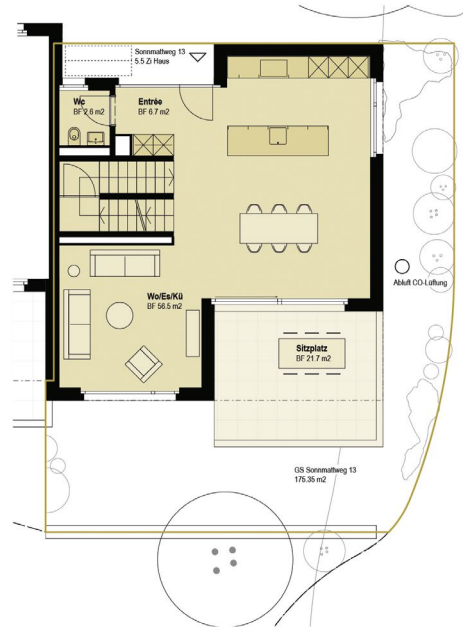 Sonnmattweg 13
5.5 Zi Haus
Wc
BF 2.6 m2
Entrée
BF 6.7 m2
Abluft CO-Lüftung
Wo/Es/Kü
BF 56.5 m2
Sitzplatz
BF 21.7 m2
GS Sonnmattweg 13
175.35 m2